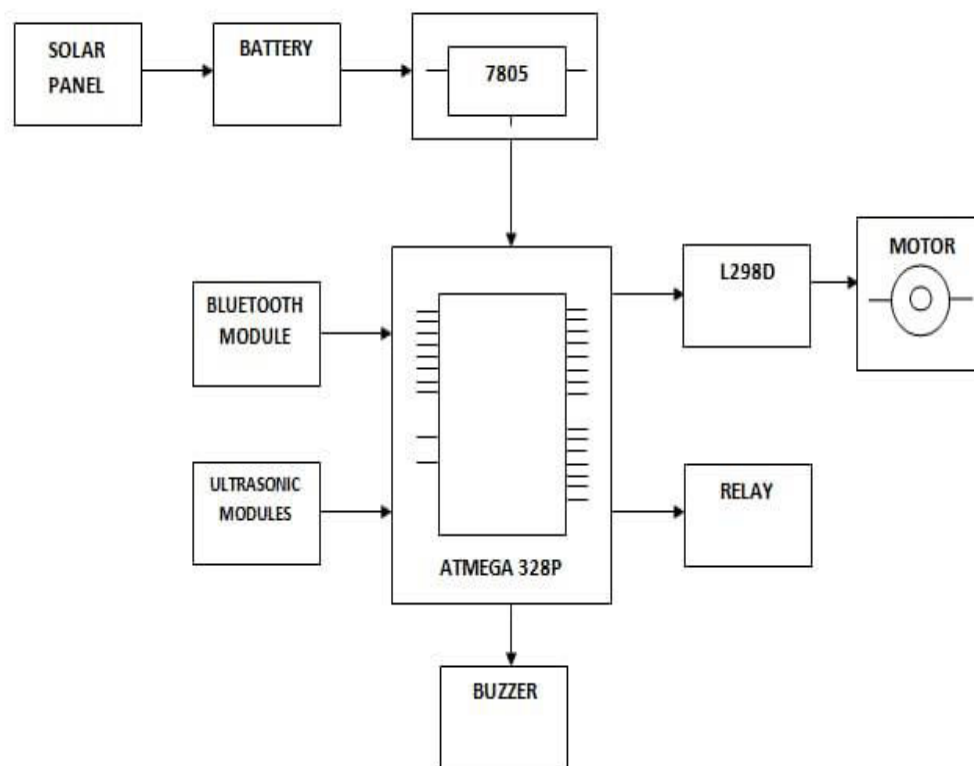 SOLAR
PANEL
BATTERY
7805
BLUETOOTH
MODULE
L298D
MOTOR
ULTRASONIC
MODULES
RELAY
ATMEGA 328P
BUZZER